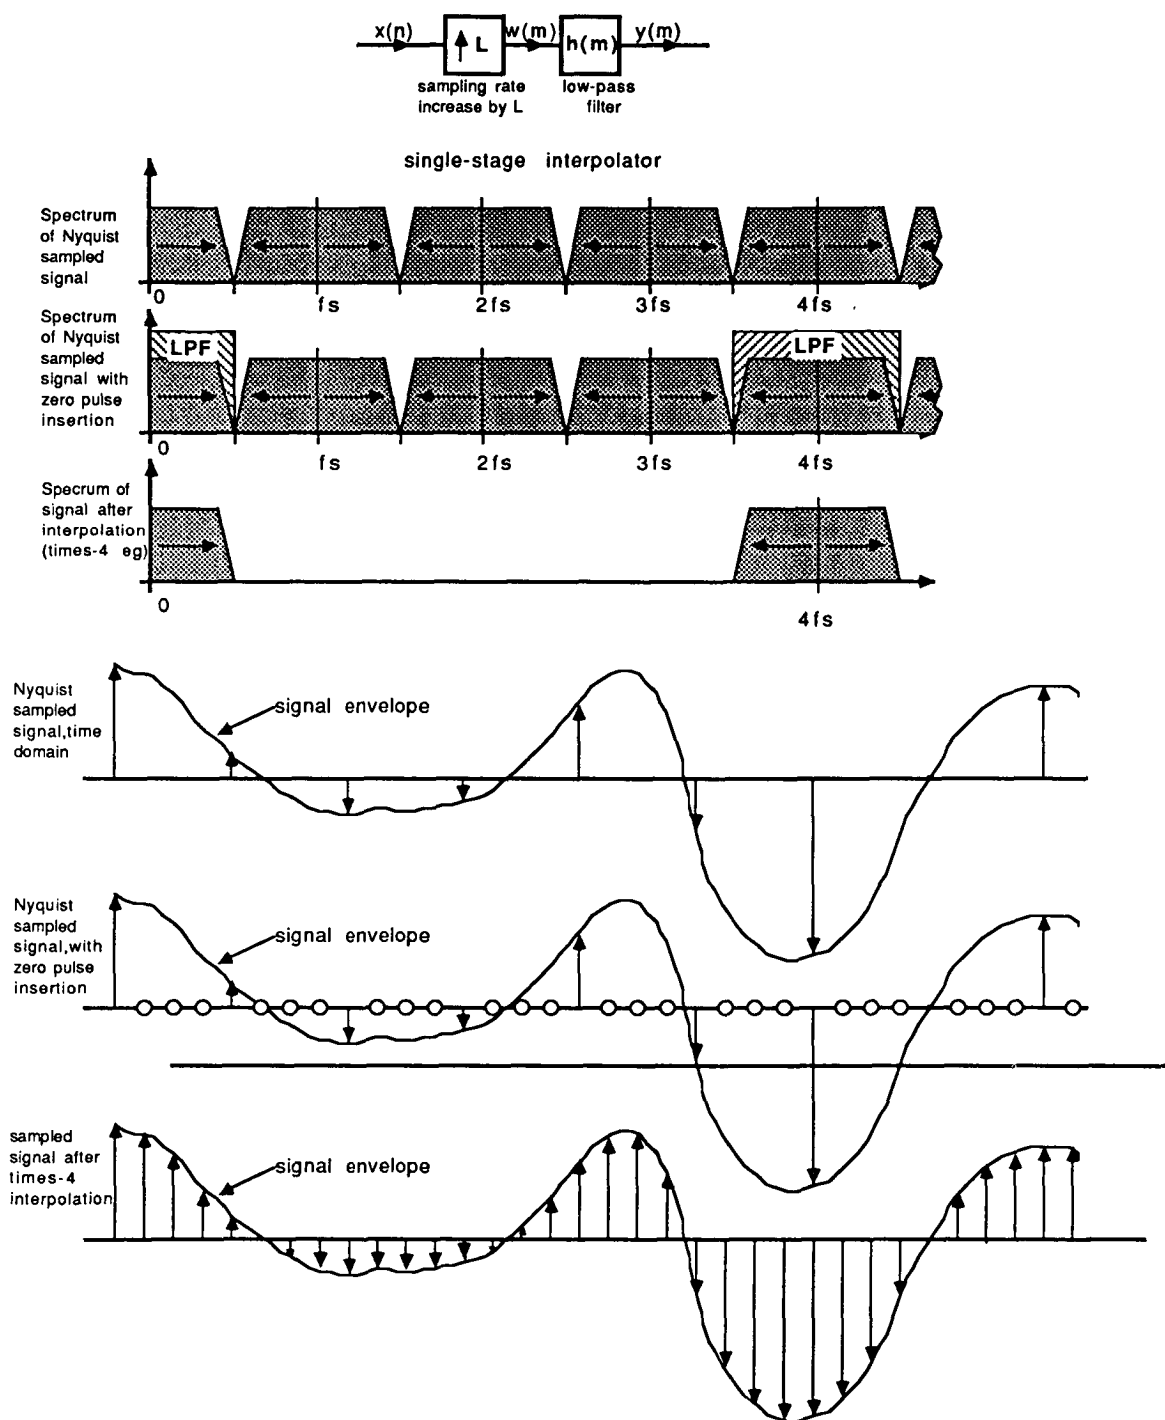 x(n)
↑ L
w(m)
h(m)
y(m)
sampling rate
increase by L
low-pass
filter
single-stage interpolator
Spectrum
of Nyquist
sampled
signal
0
fs
2fs
3fs
4fs
Spectrum
of Nyquist
sampled
signal with
zero pulse
insertion
LPF
LPF
0
fs
2fs
3fs
4fs
Specrum of
signal after
interpolation
(times-4 eg)
0
4fs
Nyquist
sampled
signal,time
domain
signal envelope
Nyquist
sampled
signal,with
zero pulse
insertion
signal envelope
sampled
signal after
times-4
interpolation
signal envelope